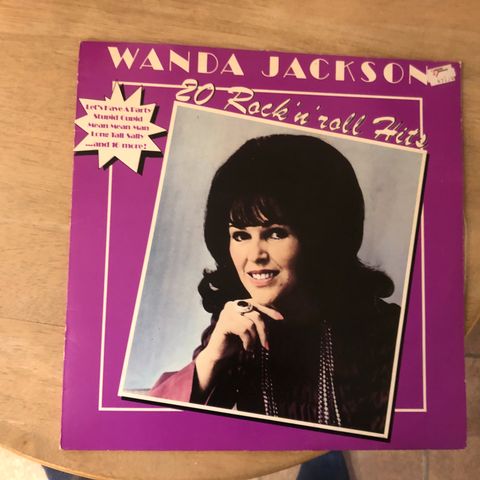 WANDA JACKSON
20 Rock 'n' roll Hits
Let's Have A Party
Stupid Cupid
Mean Mean Man
Long Tall Sally
....and 16 more!